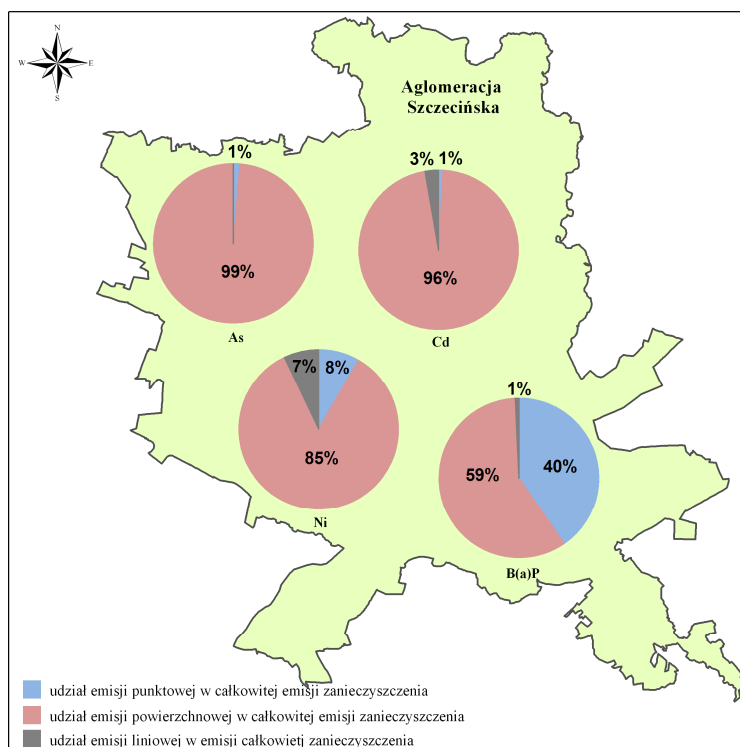 N
W E
S
Aglomeracja
Szczecińska
1%
99%
As
3% 1%
96%
Cd
7% 8%
85%
Ni
1%
59% 40%
B(a)P
udział emisji punktowej w całkowitej emisji zanieczyszczenia
udział emisji powierzchnowej w całkowitej emisji zanieczyszczenia
udział emisji liniowej w emisji całkowietj zanieczyszczenia